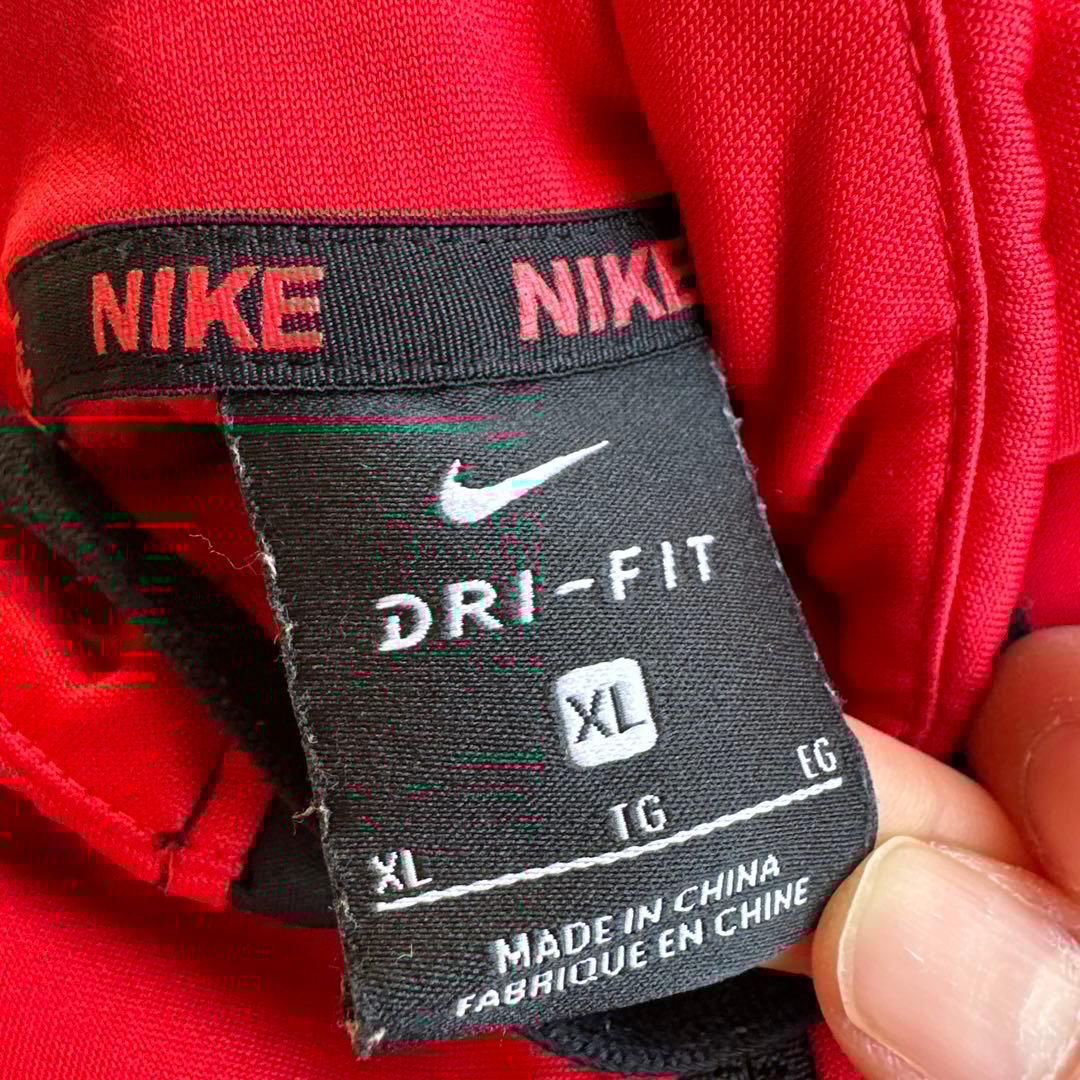 NIKE NIKE
DRI-FIT
XL
XL TG EG
MADE IN CHINA
FABRIQUE EN CHINE